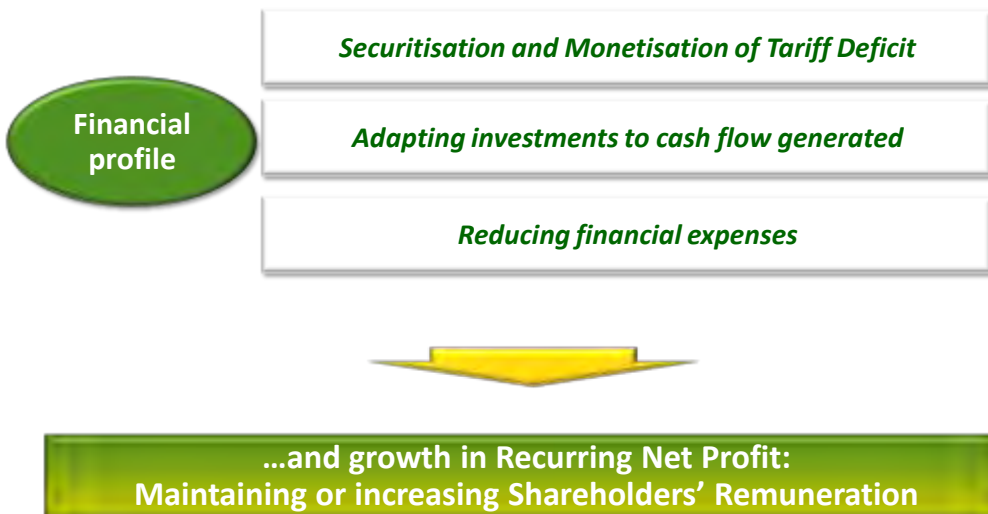 Securitisation and Monetisation of Tariff Deficit
Financial
profile
Adapting investments to cash flow generated
Reducing financial expenses
…and growth in Recurring Net Profit:
Maintaining or increasing Shareholders’ Remuneration